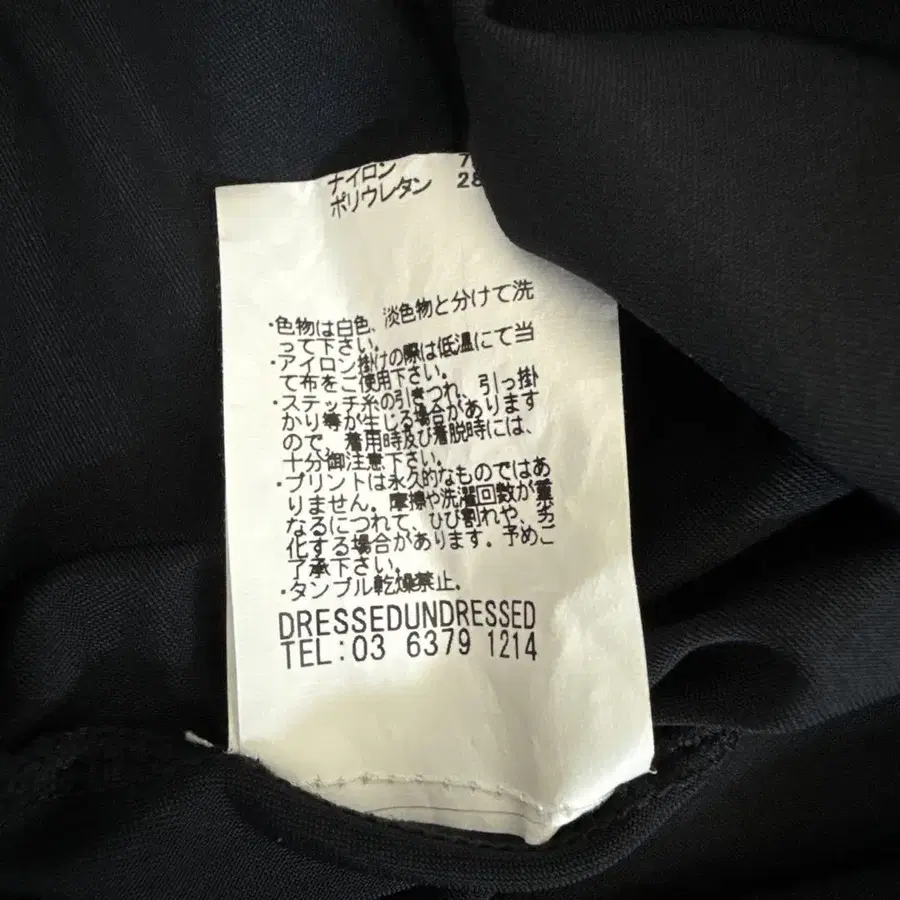 ナイロン 7
ポリウレタン 28
・色物は白色、淡色物と分けて洗
って下さい。
・アイロン掛けの際は低温にて当
て布をご使用下さい。
・ステッチ糸の引きつれ、引っ掛
かり等が生じる場合があります
ので、着用時及び着脱時には、
十分御注意下さい。
・プリントは永久的なものではあ
りません。摩擦や洗濯回数が重
なるにつれて、ひび割れや、劣
化する場合があります。予めご
了承下さい。
・タンブル乾燥禁止.
DRESSEDUNDRESSED
TEL:03 6379 1214